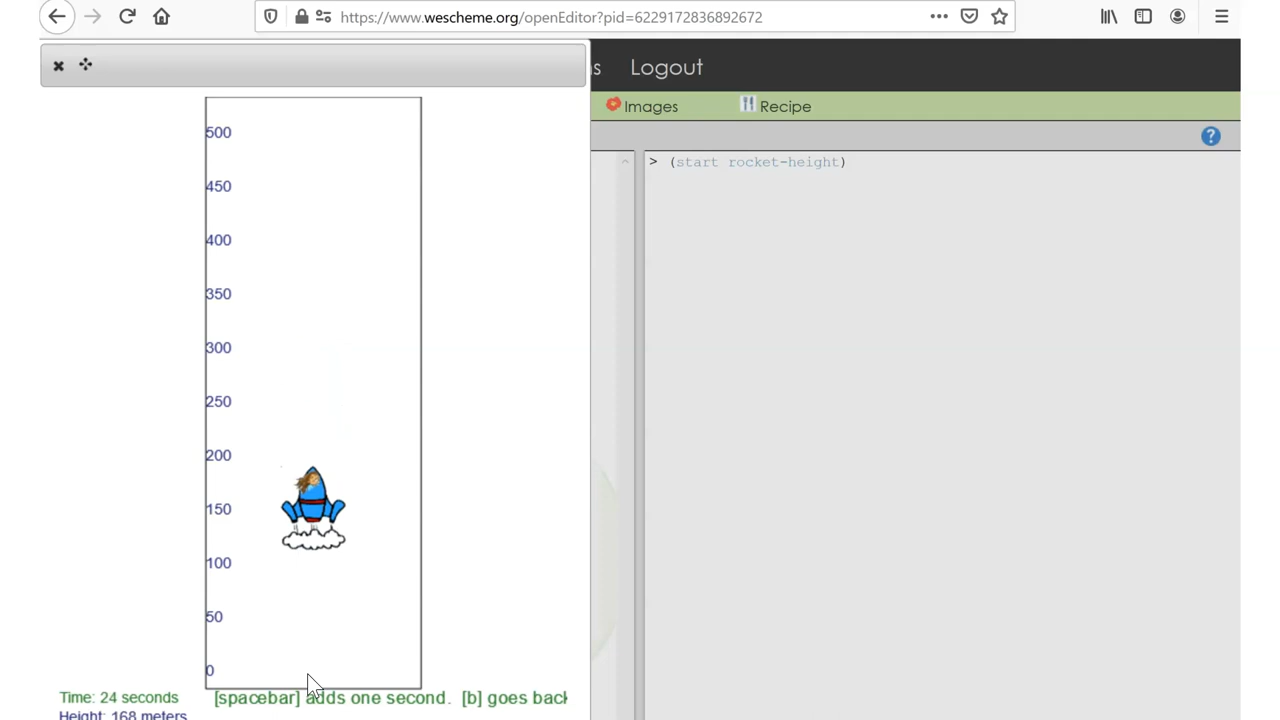 https://www.wescheme.org/openEditor?pid=6229172836892672
Logout
Images
Recipe
> (start rocket-height)
500
450
400
350
300
250
200
150
100
50
0
Time: 24 seconds
[spacebar] adds one second. [b] goes back
Height: 168 meters